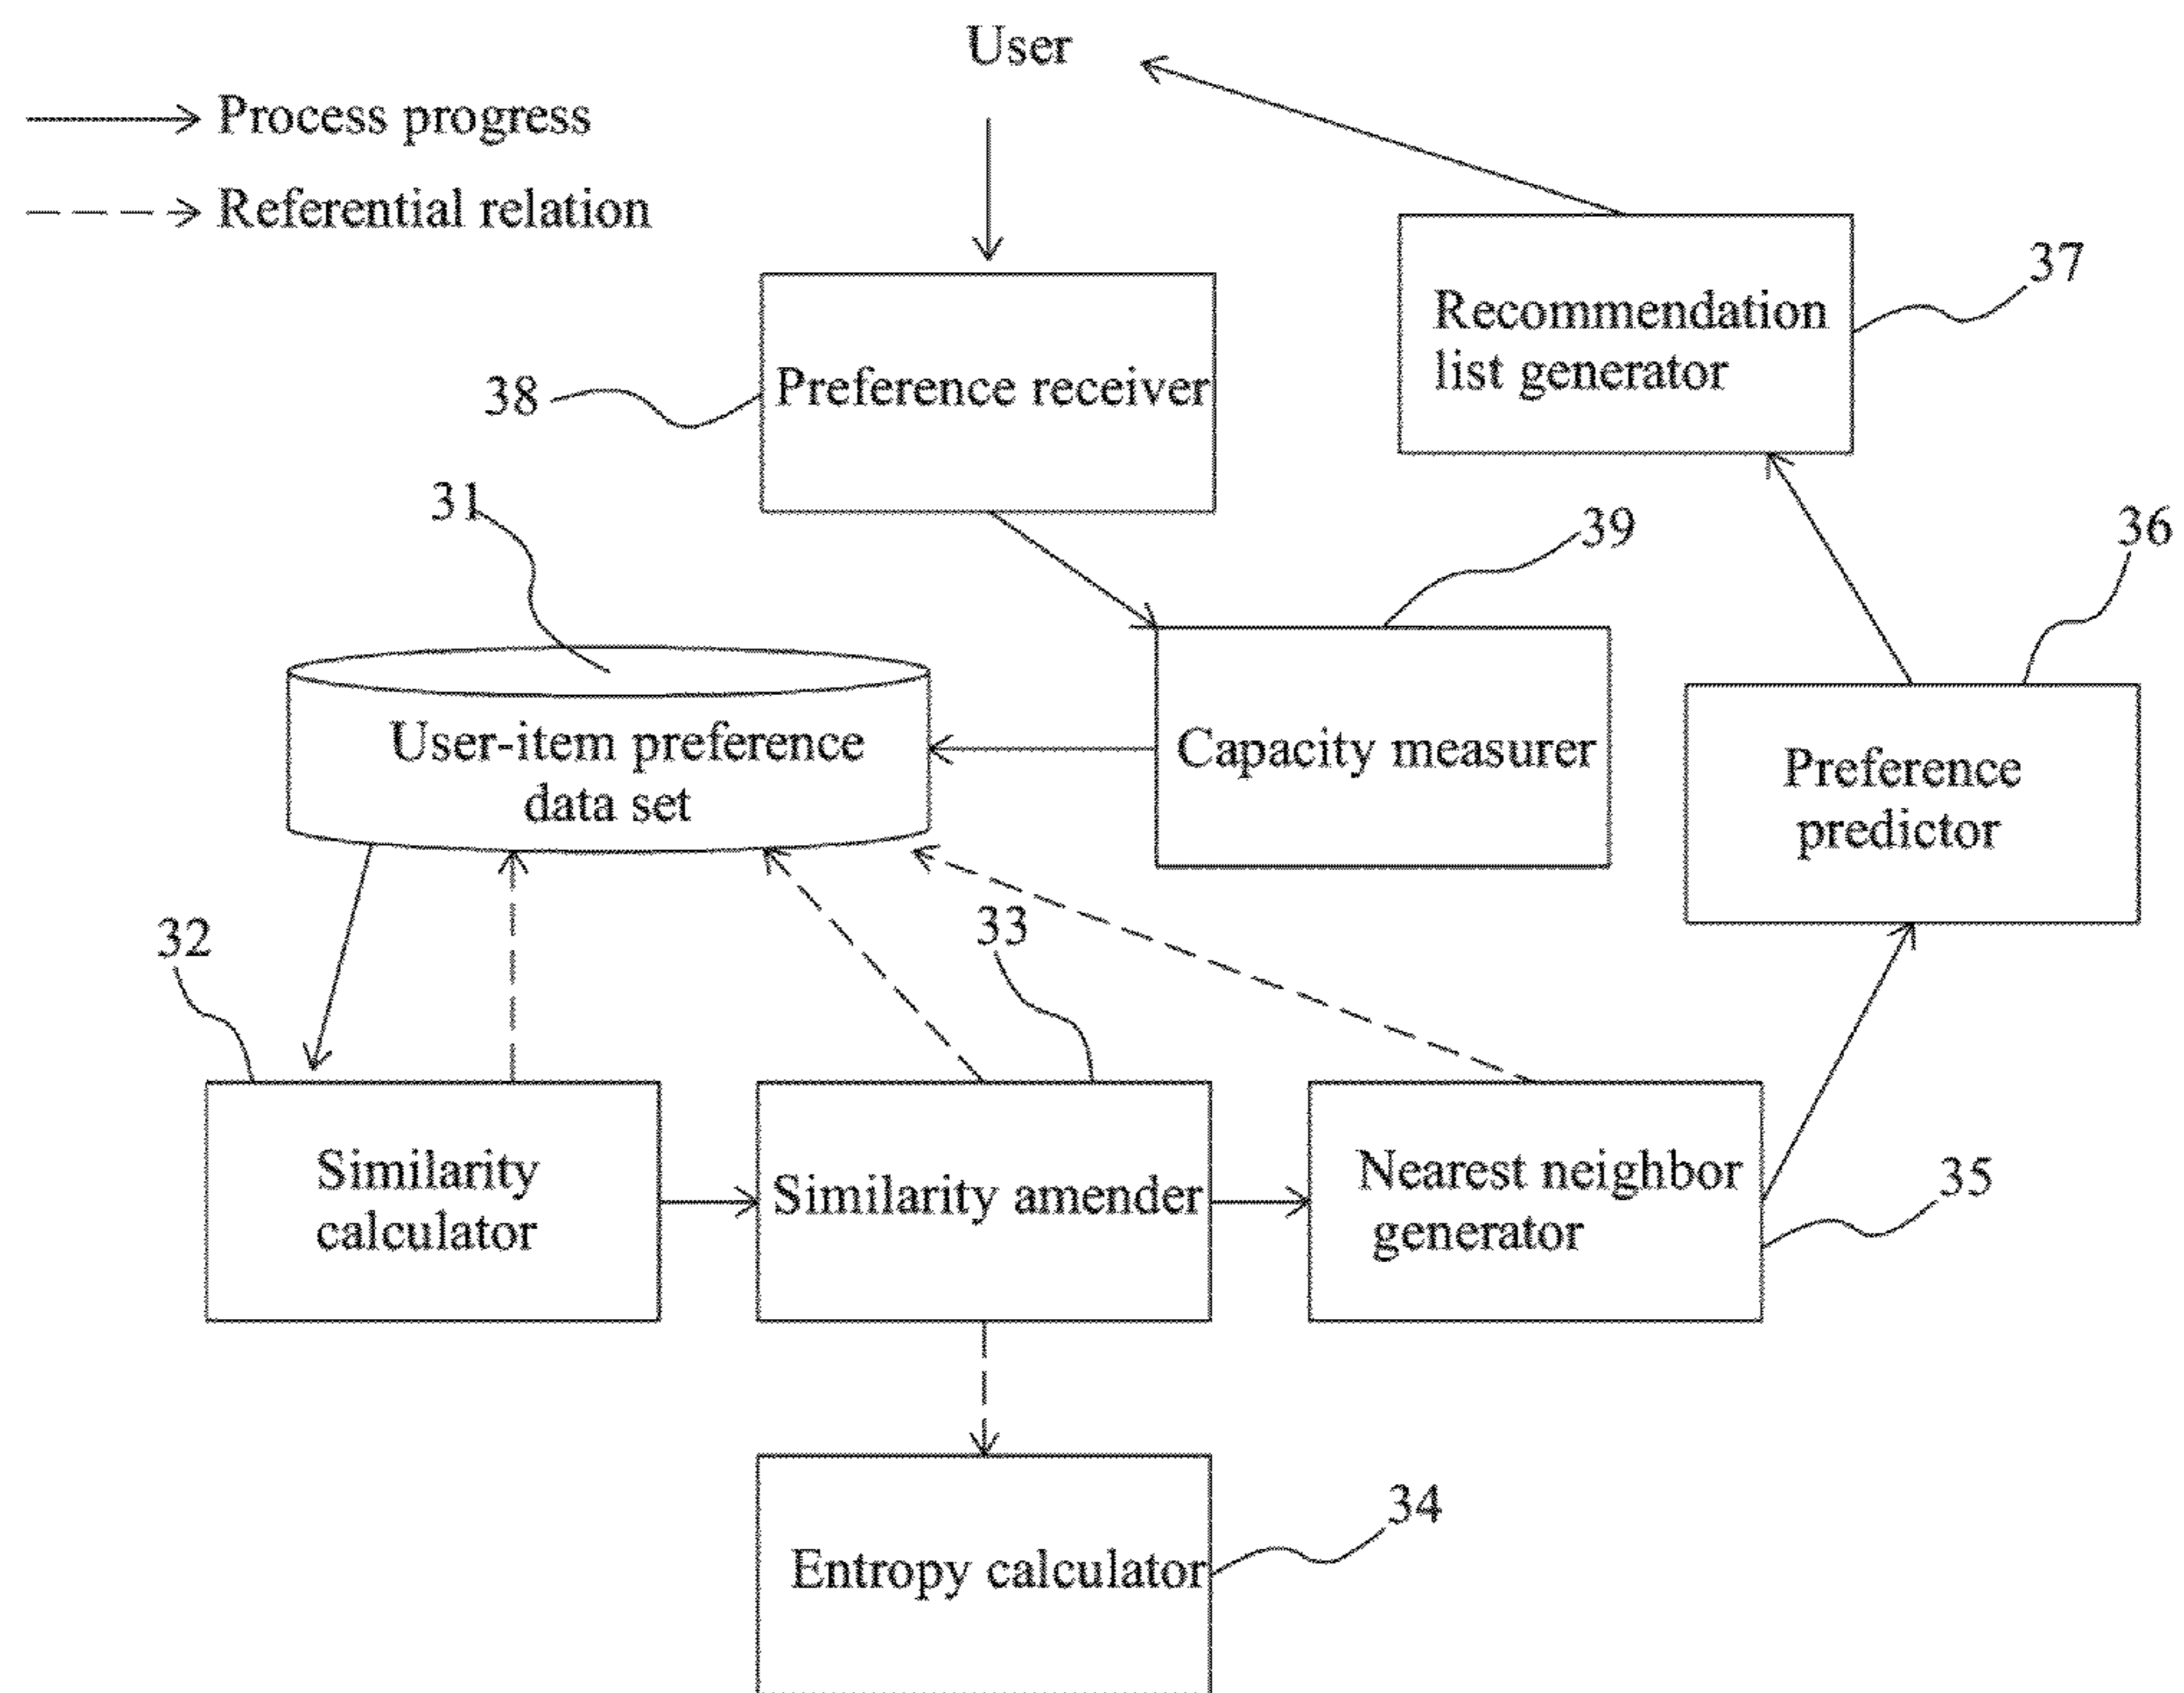 User
Process progress
Referential relation
37
Recommendation
list generator
38
Preference receiver
31
39
36
User-item preference
data set
Capacity measurer
Preference
predictor
32
33
Similarity
calculator
Similarity amender
Nearest neighbor
generator
35
34
Entropy calculator